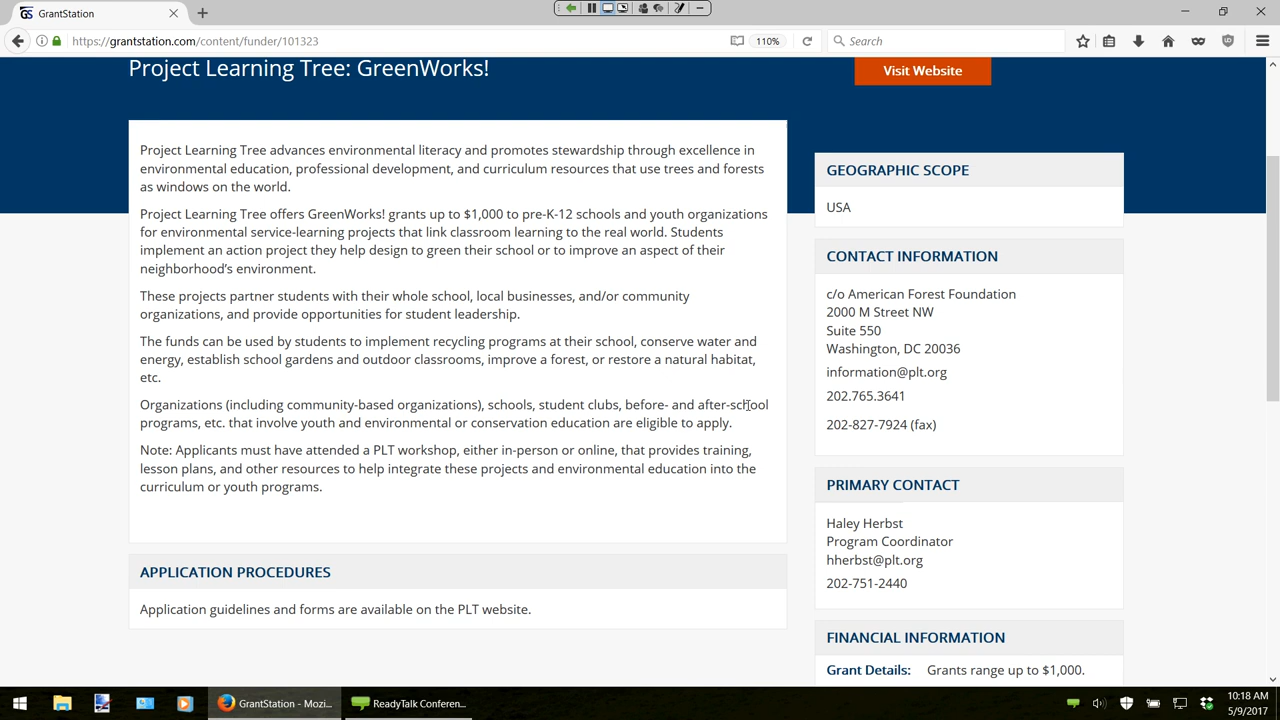 GrantStation
https://grantstation.com/content/funder/101323
110%
Search
Project Learning Tree: GreenWorks!
Visit Website
Project Learning Tree advances environmental literacy and promotes stewardship through excellence in
environmental education, professional development, and curriculum resources that use trees and forests
as windows on the world.
Project Learning Tree offers GreenWorks! grants up to $1,000 to pre-K-12 schools and youth organizations
for environmental service-learning projects that link classroom learning to the real world. Students
implement an action project they help design to green their school or to improve an aspect of their
neighborhood's environment.
These projects partner students with their whole school, local businesses, and/or community
organizations, and provide opportunities for student leadership.
The funds can be used by students to implement recycling programs at their school, conserve water and
energy, establish school gardens and outdoor classrooms, improve a forest, or restore a natural habitat,
etc.
Organizations (including community-based organizations), schools, student clubs, before- and after-school
programs, etc. that involve youth and environmental or conservation education are eligible to apply.
Note: Applicants must have attended a PLT workshop, either in-person or online, that provides training,
lesson plans, and other resources to help integrate these projects and environmental education into the
curriculum or youth programs.
APPLICATION PROCEDURES
Application guidelines and forms are available on the PLT website.
GEOGRAPHIC SCOPE
USA
CONTACT INFORMATION
c/o American Forest Foundation
2000 M Street NW
Suite 550
Washington, DC 20036
information@plt.org
202.765.3641
202-827-7924 (fax)
PRIMARY CONTACT
Haley Herbst
Program Coordinator
hherbst@plt.org
202-751-2440
FINANCIAL INFORMATION
Grant Details: Grants range up to $1,000.
GrantStation - Mozi...
ReadyTalk Conferen...
10:18 AM
5/9/2017